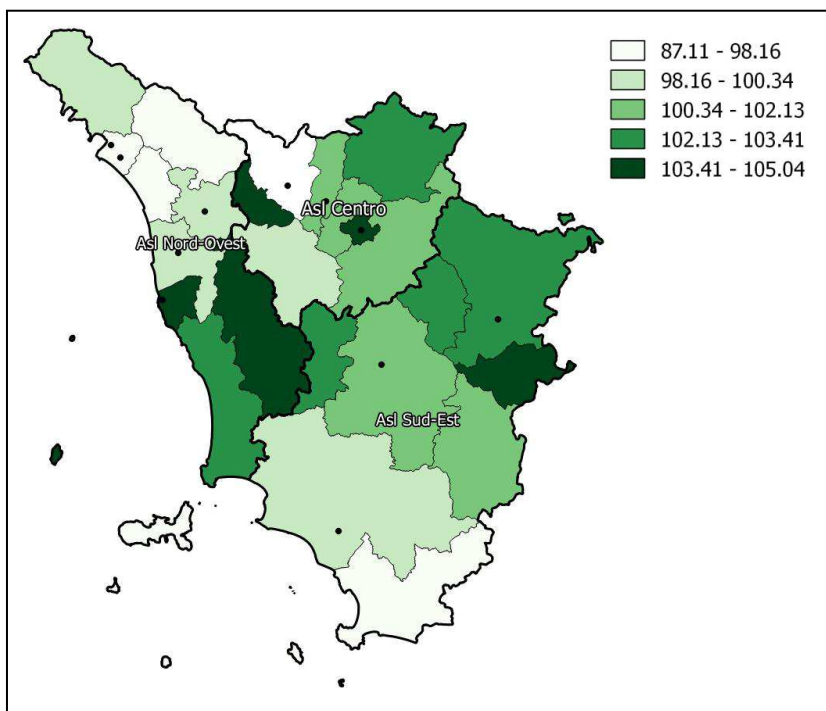 87.11 - 98.16
98.16 - 100.34
100.34 - 102.13
102.13 - 103.41
103.41 - 105.04
Asl Centro
Asl Nord-Ovest
Asl Sud-Est